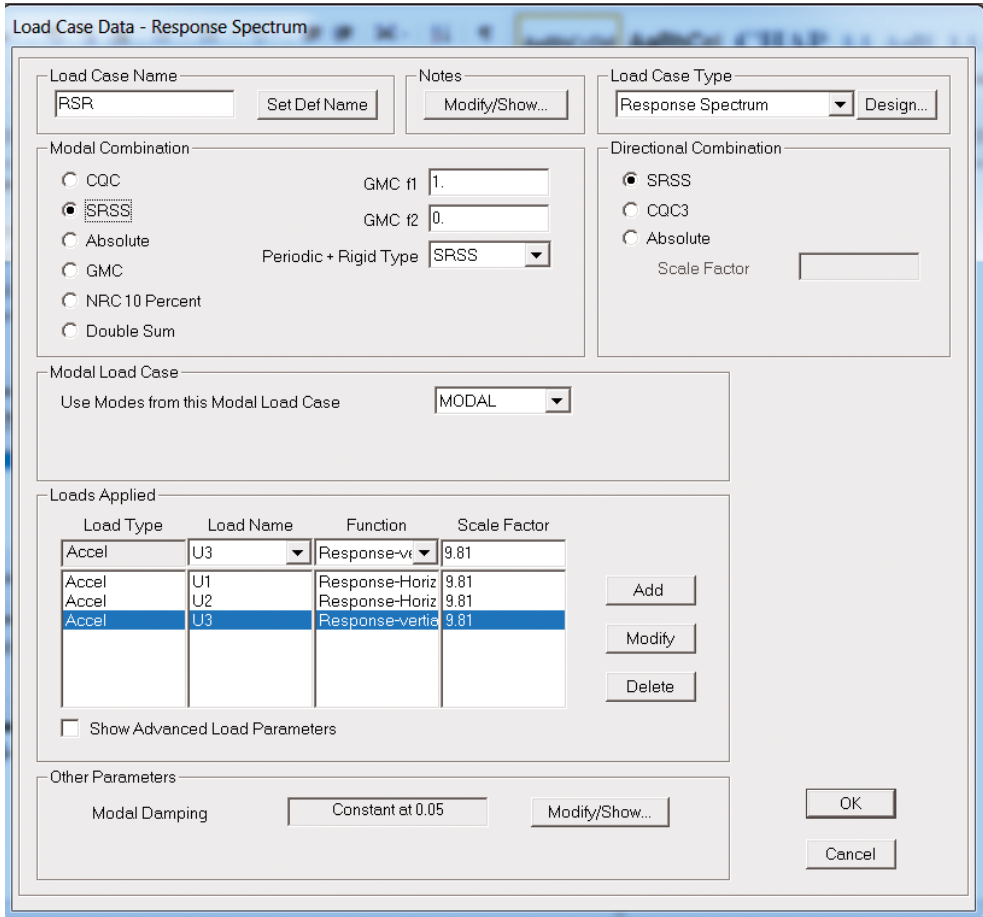 Load Case Data - Response Spectrum
Load Case Name
RSR
Set Def Name
Notes
Modify/Show...
Load Case Type
Response Spectrum
Design...
Modal Combination
CQC
SRSS
Absolute
GMC
NRC 10 Percent
Double Sum
GMC f1 1.
GMC f2 0.
Periodic + Rigid Type SRSS
Directional Combination
SRSS
CQC3
Absolute
Scale Factor
Modal Load Case
Use Modes from this Modal Load Case MODAL
Loads Applied
Load Type Load Name Function Scale Factor
Accel U3 Response-ve 9.81
Accel U1 Response-Horiz 9.81
Accel U2 Response-Horiz 9.81
Accel U3 Response-vertia 9.81
Add
Modify
Delete
Show Advanced Load Parameters
Other Parameters
Modal Damping Constant at 0.05 Modify/Show...
OK
Cancel